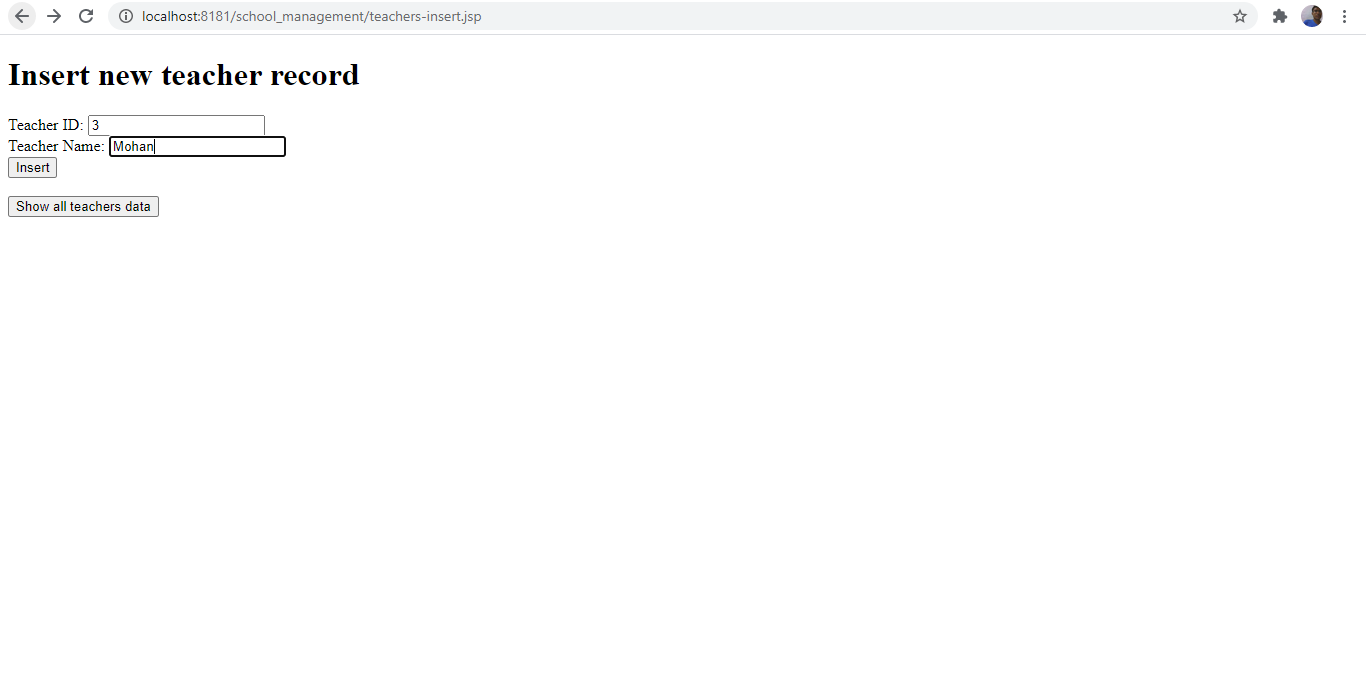 localhost:8181/school_management/teachers-insert.jsp
Insert new teacher record
Teacher ID: 3
Teacher Name: Mohan
Insert
Show all teachers data